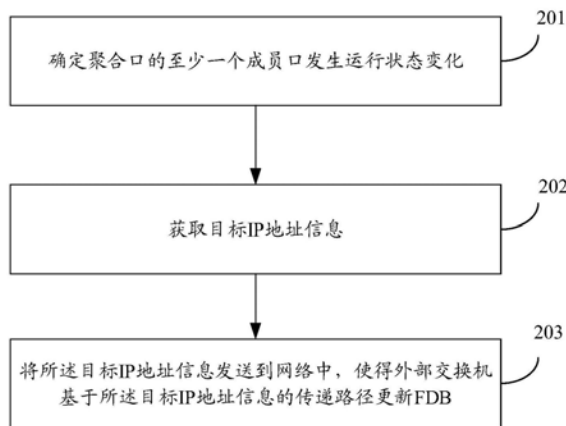 201
确定聚合口的至少一个成员口发生运行状态变化
202
获取目标IP地址信息
203
将所述目标IP地址信息发送到网络中，使得外部交换机
基于所述目标IP地址信息的传递路径更新FDB